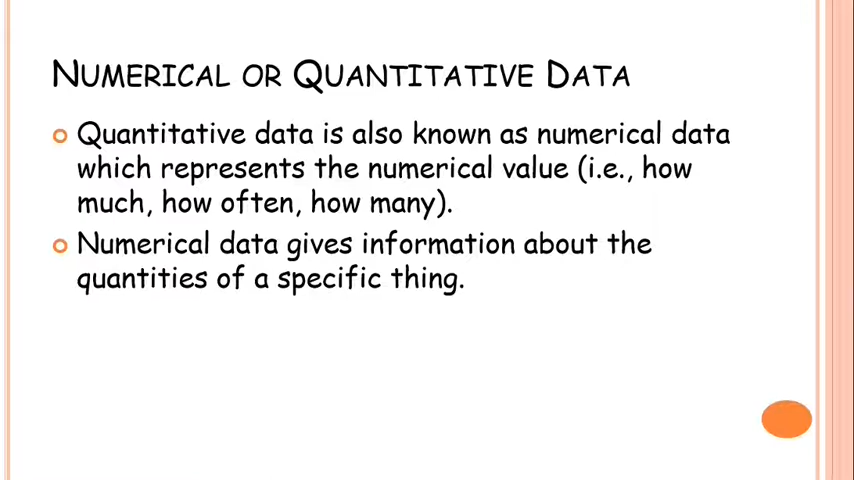 NUMERICAL OR QUANTITATIVE DATA
Quantitative data is also known as numerical data
which represents the numerical value (i.e., how
much, how often, how many).
Numerical data gives information about the
quantities of a specific thing.